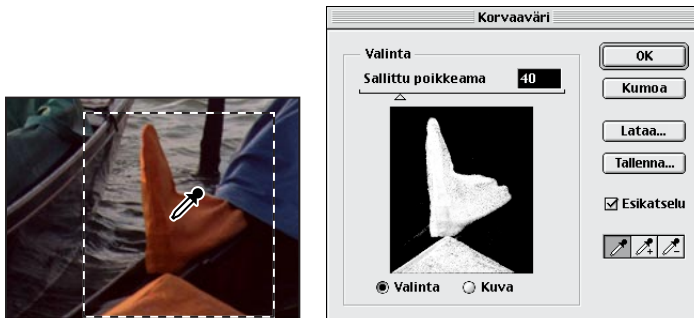 Korvaaväri
Valinta
Sallittu poikkeama 40
Valinta Kuva
OK
Kumoa
Lataa...
Tallenna...
Esikatselu